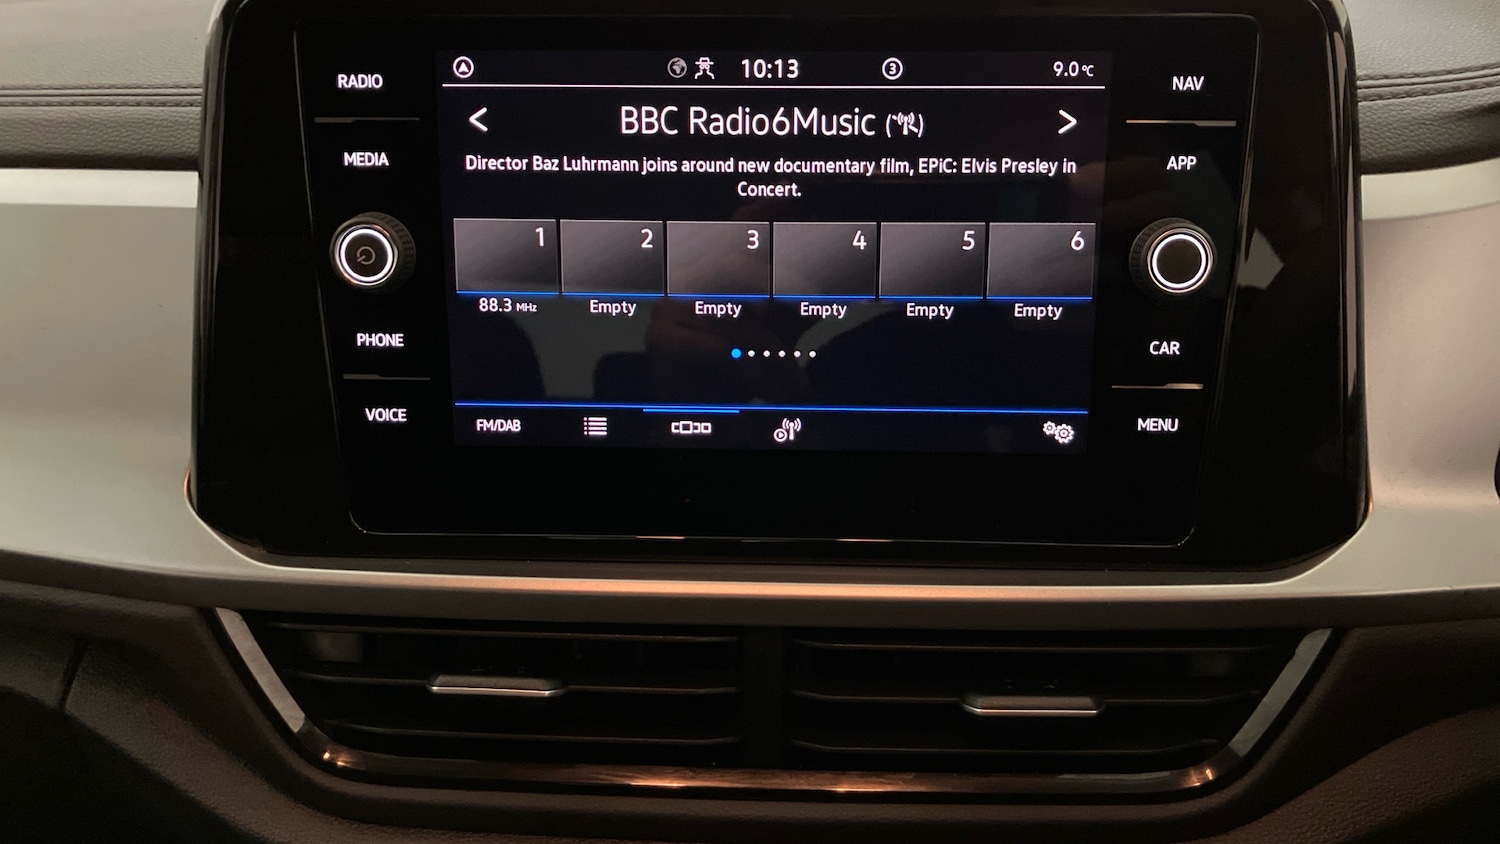 RADIO
MEDIA
PHONE
VOICE
10:13
3
9.0°C
BBC Radio6Music
Director Baz Luhrmann joins around new documentary film, EPiC: Elvis Presley in
Concert.
1 2 3 4 5 6
88.3 MHz Empty Empty Empty Empty Empty
FM/DAB
NAV
APP
CAR
MENU